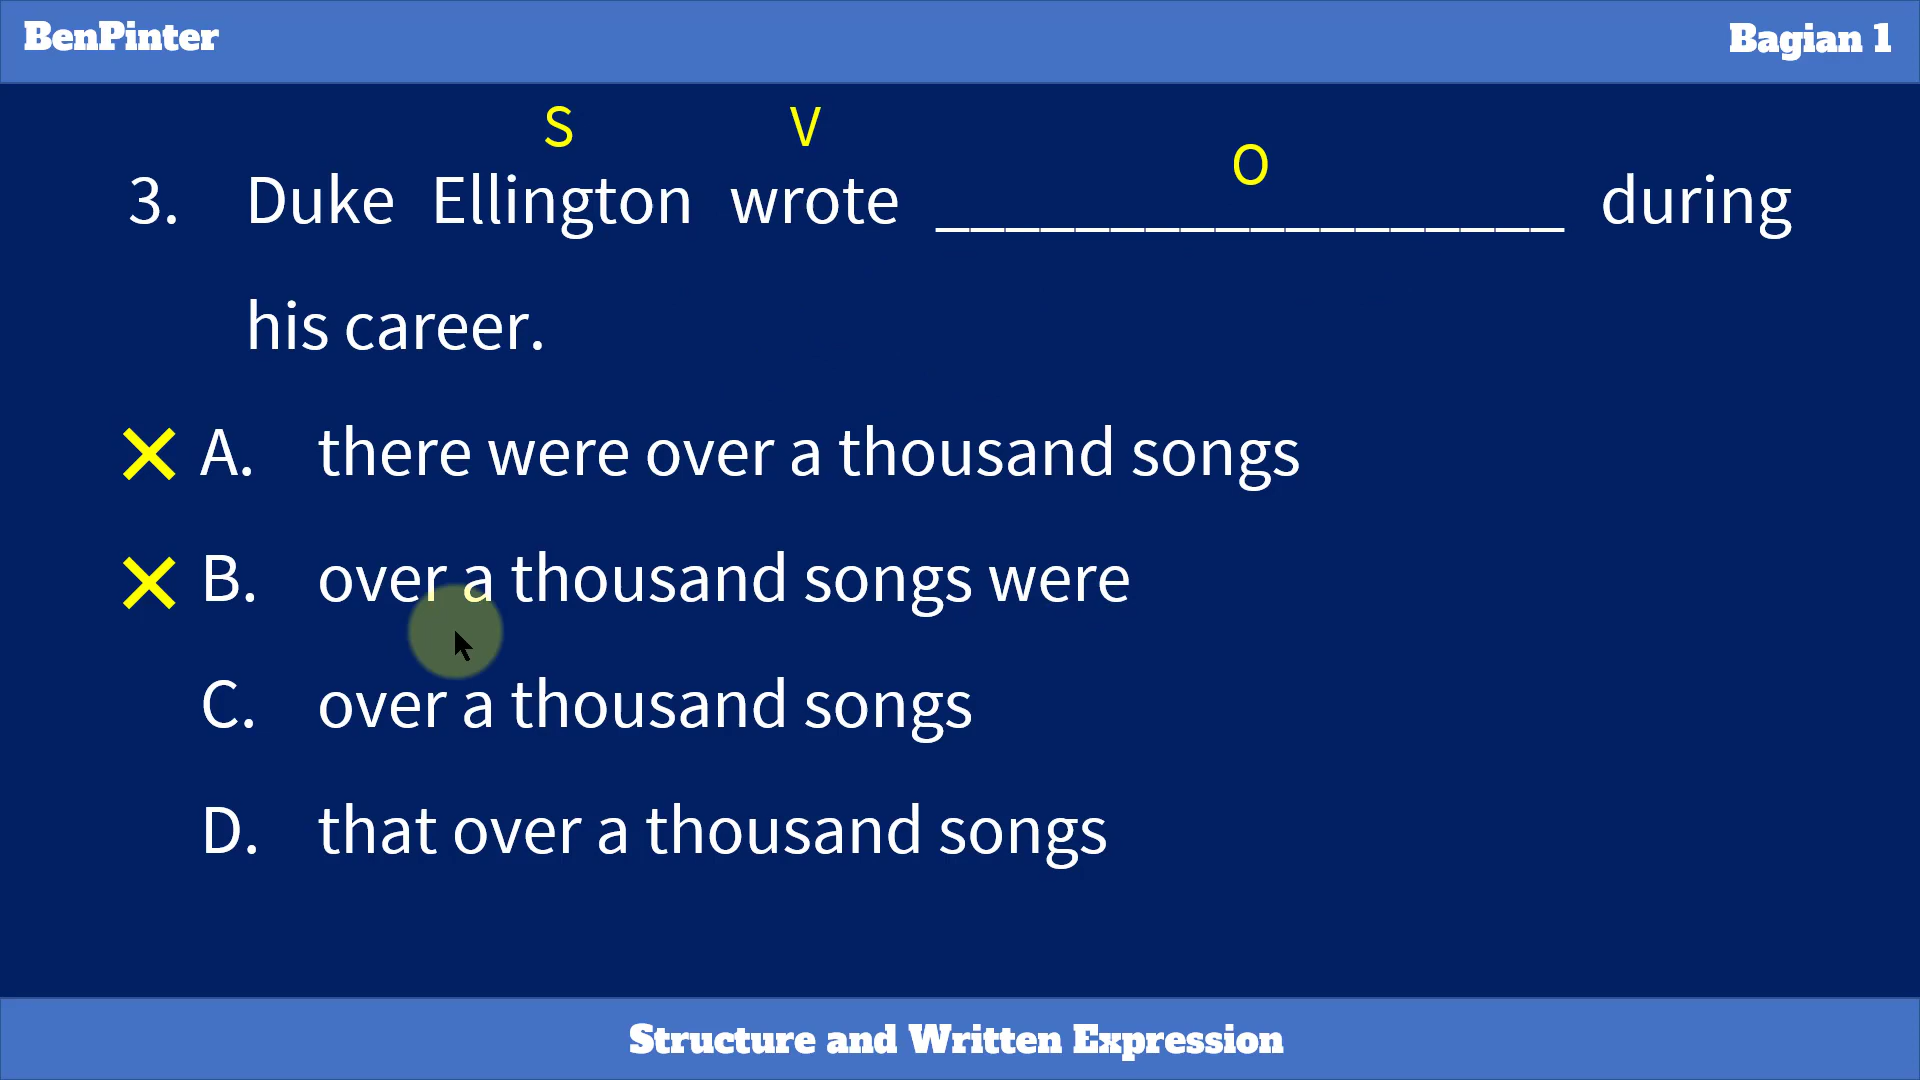 BenPinter
Bagian 1
S V
O
3. Duke Ellington wrote __________________ during
his career.
A. there were over a thousand songs
B. over a thousand songs were
C. over a thousand songs
D. that over a thousand songs
Structure and Written Expression